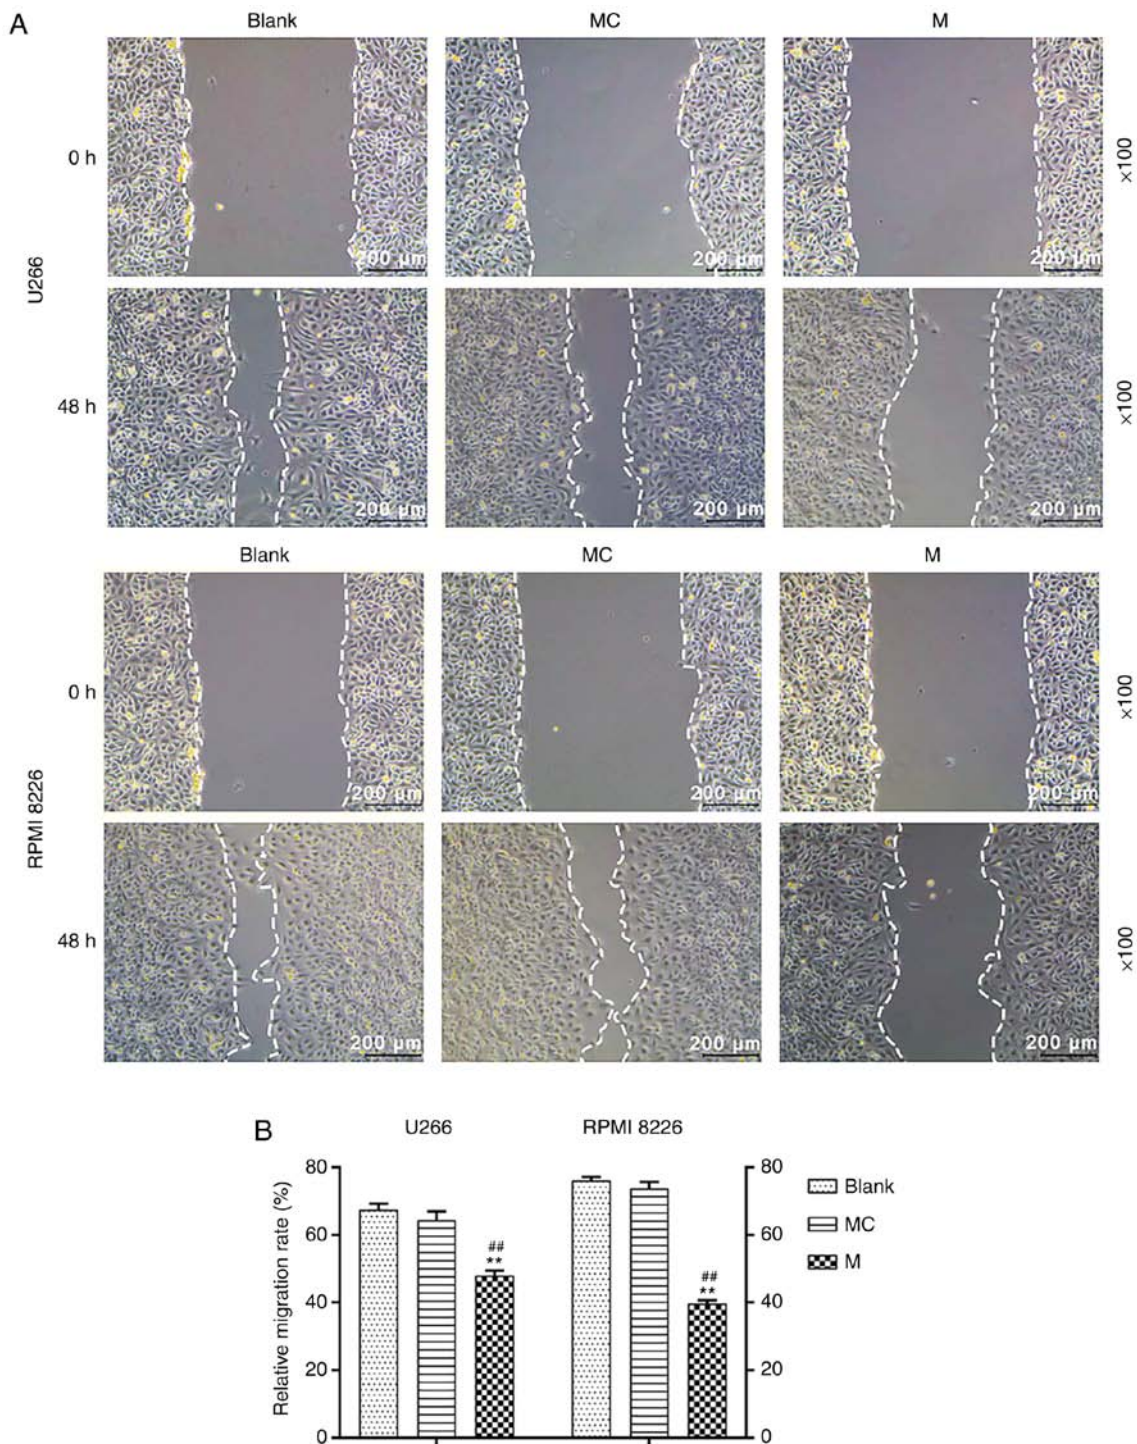 A
Blank MC M
U266
0 h
200 µm 200 µm 200 µm
×100
48 h
200 µm 200 µm 200 µm
×100
Blank MC M
RPMI 8226
0 h
200 µm 200 µm 200 µm
×100
48 h
200 µm 200 µm 200 µm
×100
B
U266 RPMI 8226
Relative migration rate (%)
80 80
60 60
40 40
20 20
0 0
##
**
##
**
Blank
MC
M